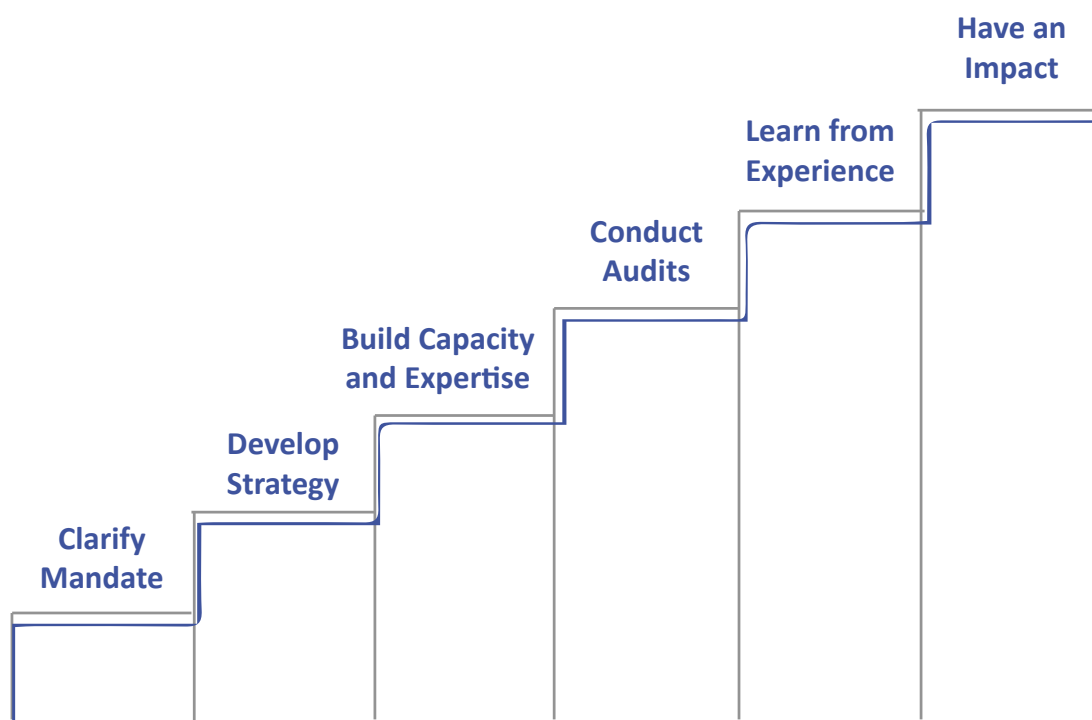 Have an
Impact
Learn from
Experience
Conduct
Audits
Build Capacity
and Expertise
Develop
Strategy
Clarify
Mandate